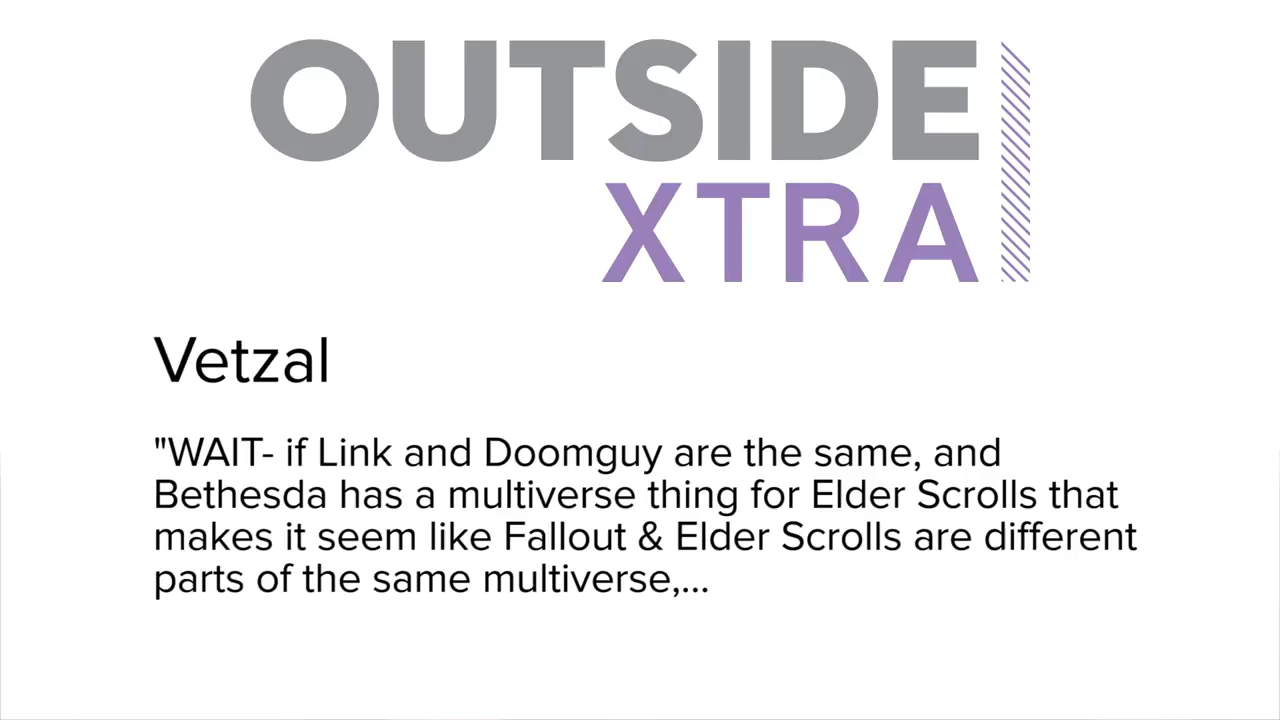 OUTSIDE
XTRA
Vetzal
"WAIT- if Link and Doomguy are the same, and
Bethesda has a multiverse thing for Elder Scrolls that
makes it seem like Fallout & Elder Scrolls are different
parts of the same multiverse,...